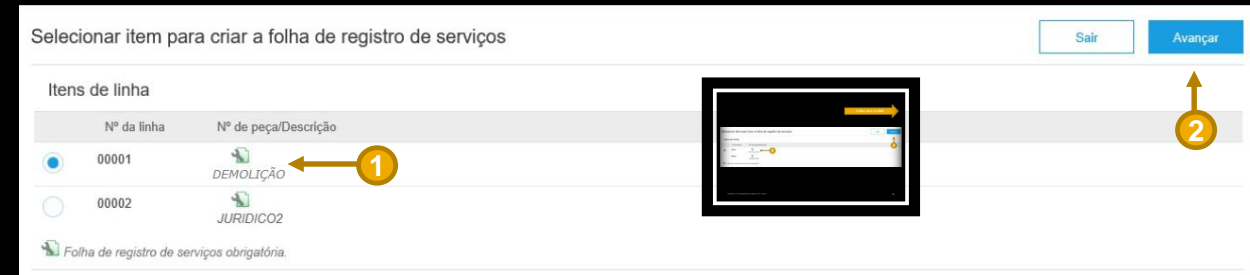 Selecionar item para criar a folha de registro de serviços
Sair
Avançar
Itens de linha
Nº da linha
Nº de peça/Descrição
00001
DEMOLIÇÃO
1
2
00002
JURIDICO2
Folha de registro de serviços obrigatória.